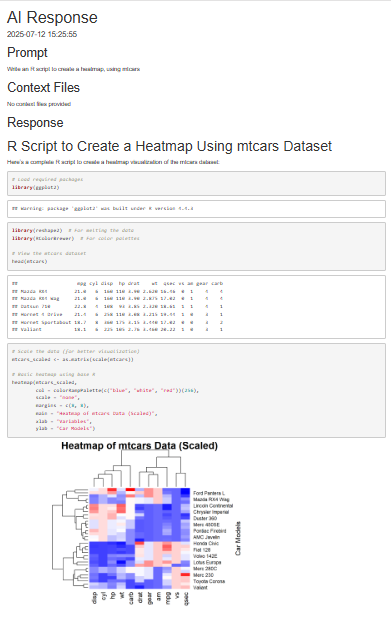 AI Response
2025-07-12 15:25:55
Prompt
Write an R script to create a heatmap, using mtcars
Context Files
No context files provided
Response
R Script to Create a Heatmap Using mtcars Dataset
Here's a complete R script to create a heatmap visualization of the mtcars dataset:
# Load required packages
library(ggplot2)
## Warning: package 'ggplot2' was built under R version 4.4.3
library(reshape2) # For melting the data
library(RColorBrewer) # For color palettes
# View the mtcars dataset
head(mtcars)
## mpg cyl disp hp drat wt qsec vs am gear carb
## Mazda RX4 21.0 6 160 110 3.90 2.620 16.46 0 1 4 4
## Mazda RX4 Wag 21.0 6 160 110 3.90 2.875 17.02 0 1 4 4
## Datsun 710 22.8 4 108 93 3.85 2.320 18.61 1 1 4 1
## Hornet 4 Drive 21.4 6 258 110 3.08 3.215 19.44 1 0 3 1
## Hornet Sportabout 18.7 8 360 175 3.15 3.440 17.02 0 0 3 2
## Valiant 18.1 6 225 105 2.76 3.460 20.22 1 0 3 1
# Scale the data (for better visualization)
mtcars_scaled <- as.matrix(scale(mtcars))
# Basic heatmap using base R
heatmap(mtcars_scaled,
col = colorRampPalette(c("blue", "white", "red"))(256),
scale = "none",
margins = c(8, 8),
main = "Heatmap of mtcars Data (Scaled)",
xlab = "Variables",
ylab = "Car Models")
Heatmap of mtcars Data (Scaled)
Ford Pantera L
Mazda RX4 Wag
Lincoln Continental
Chrysler Imperial
Duster 360
Merc 450SE
Pontiac Firebird
AMC Javelin
Honda Civic
Fiat 128
Volvo 142E
Lotus Europa
Merc 280C
Merc 230
Toyota Corona
Valiant
Car Models
disp
cyl
hp
wt
carb
drat
gear
am
mpg
vs
qsec